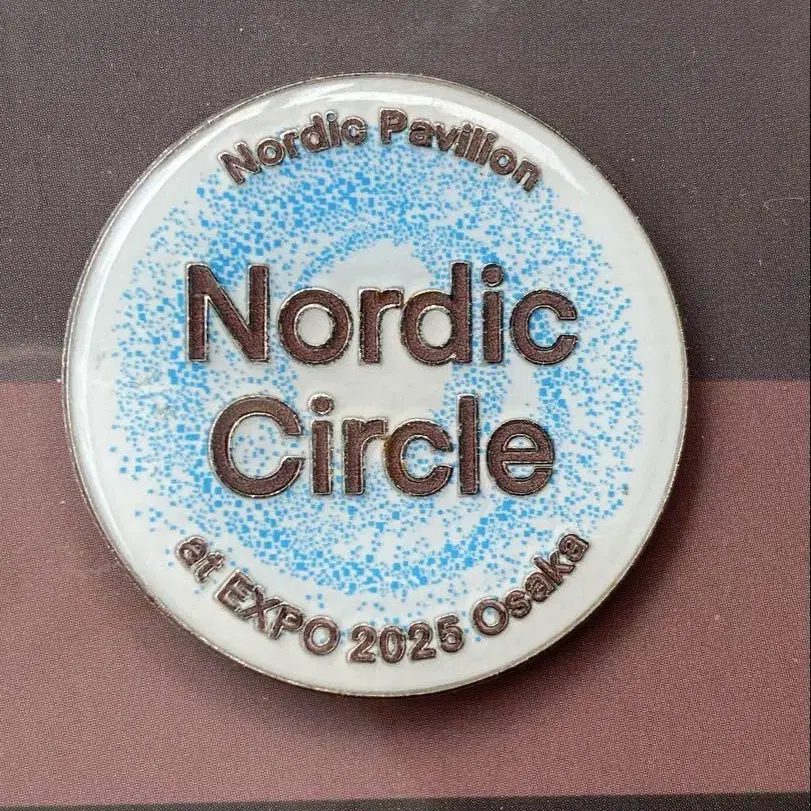 Nordic Pavilion
Nordic
Circle
at EXPO 2025 Osaka